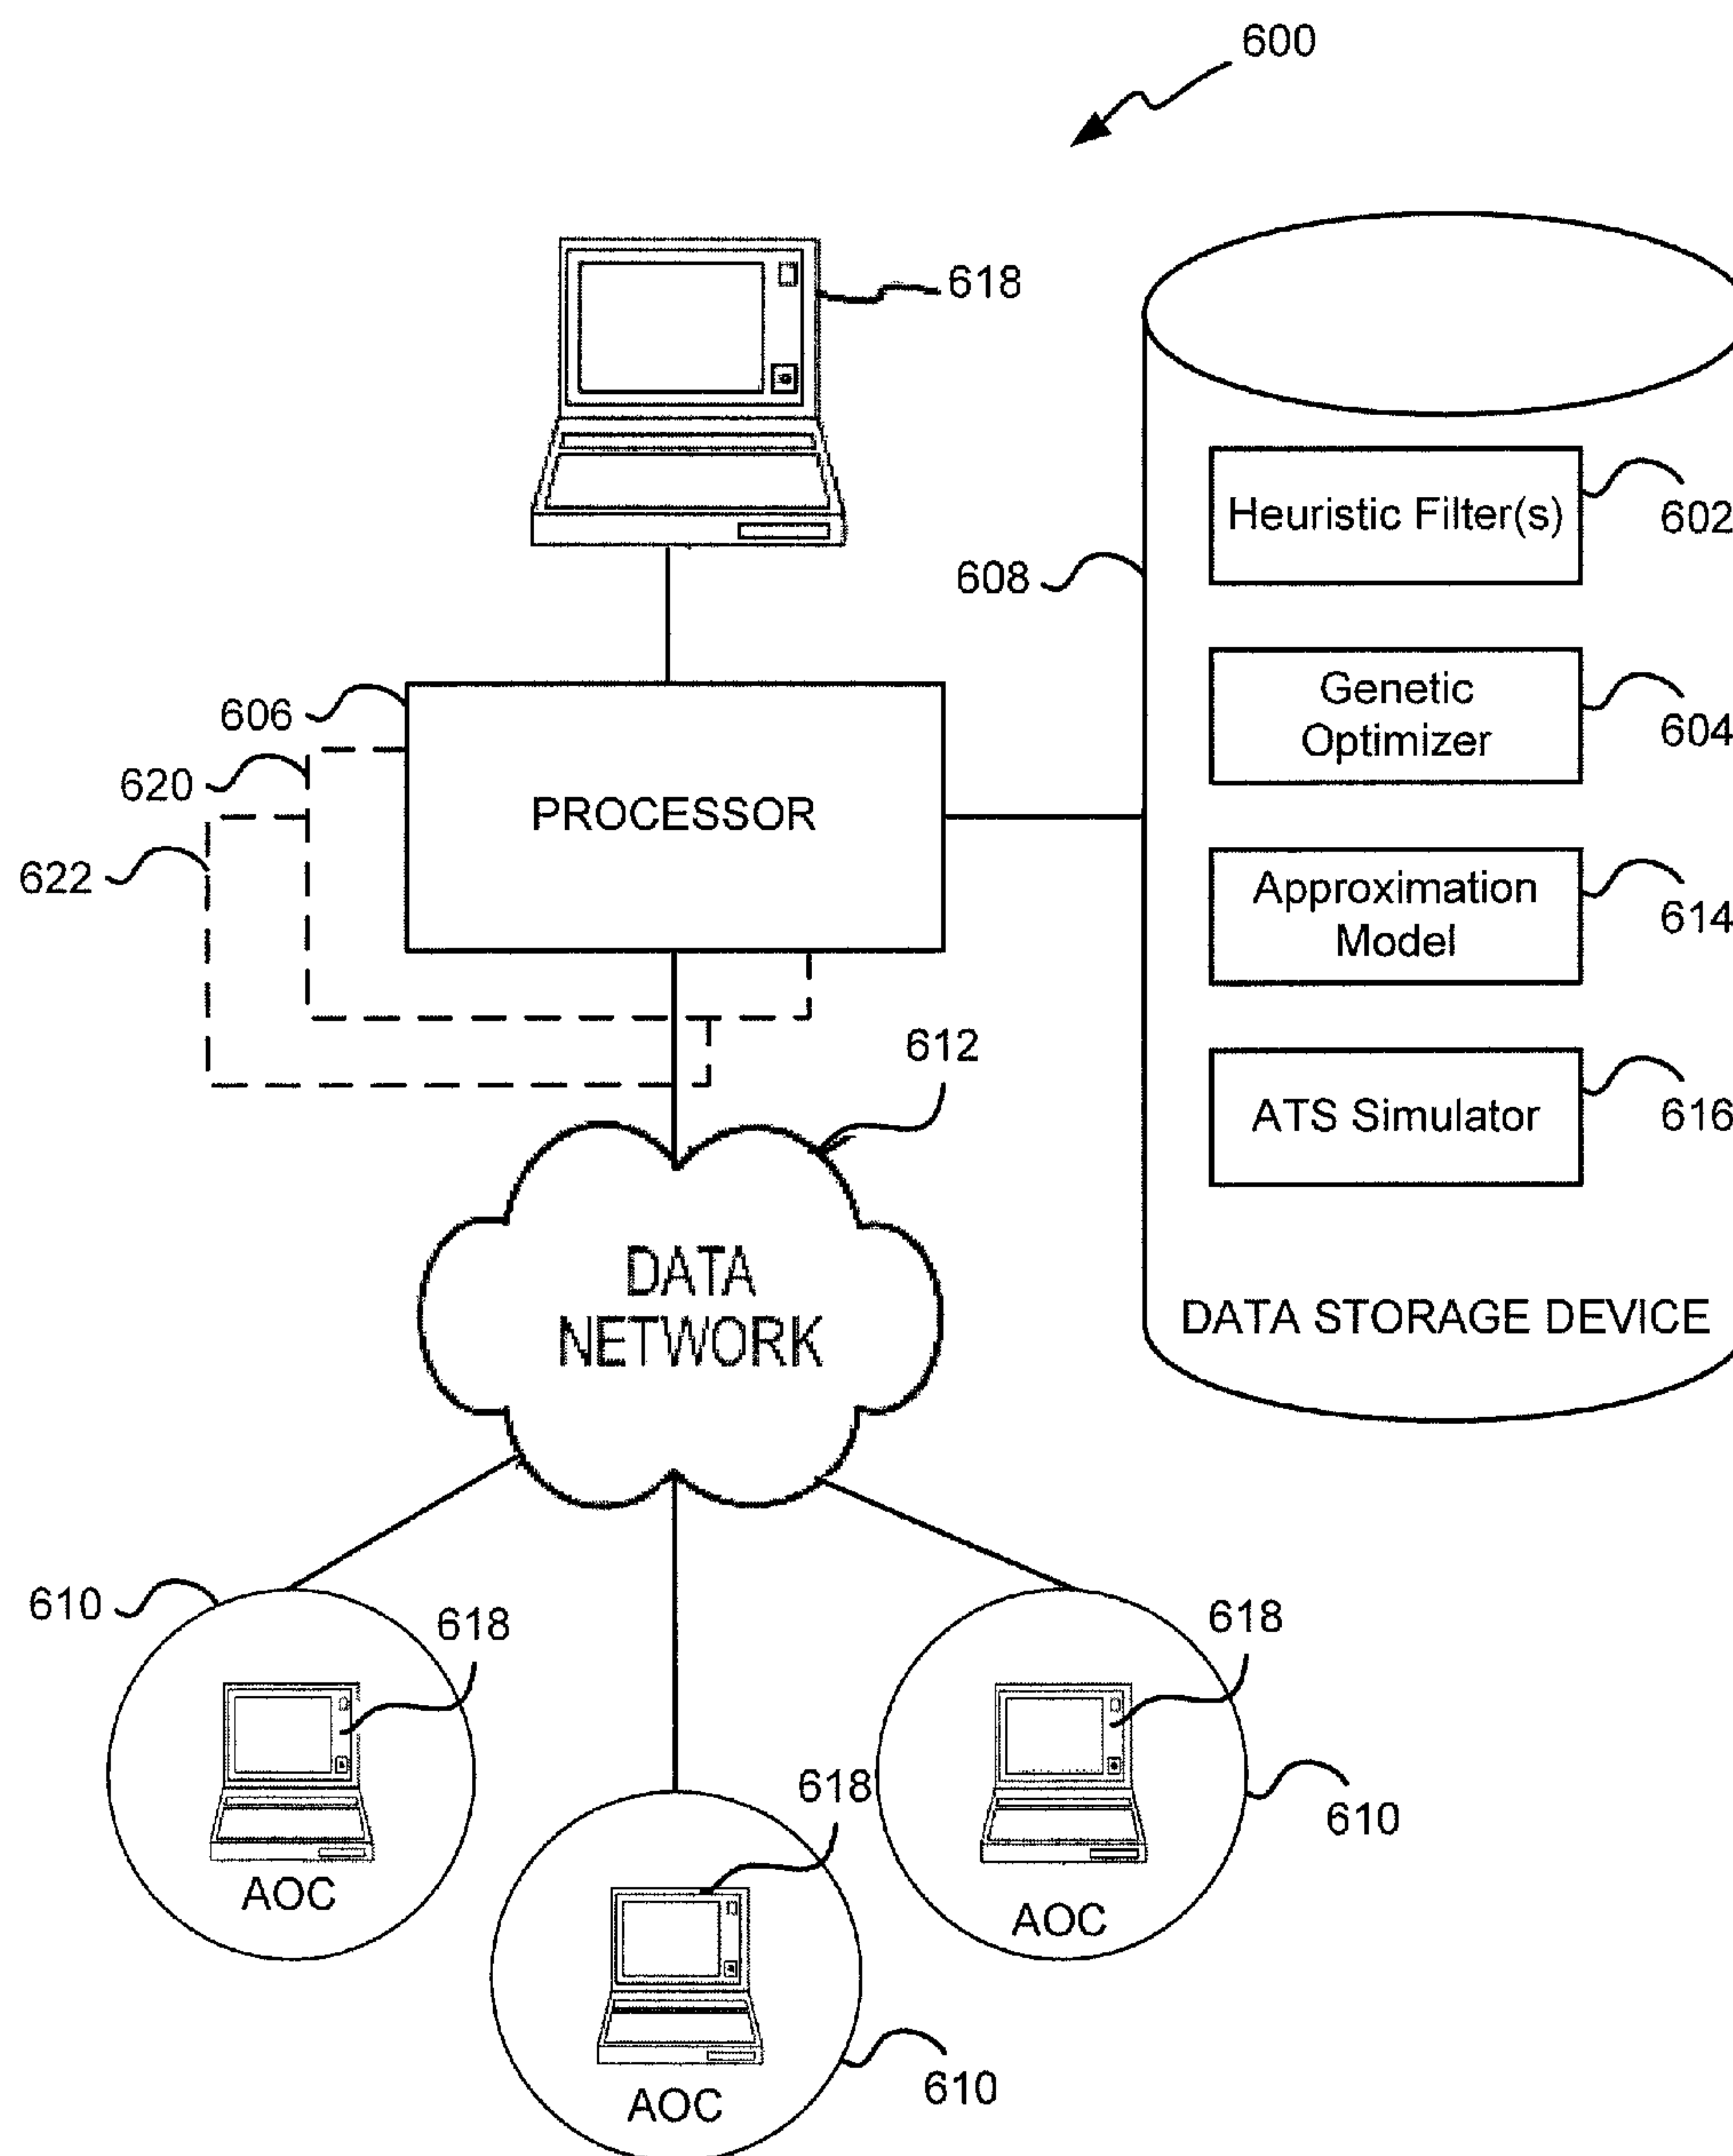 600
618
608
Heuristic Filter(s)
602
Genetic
Optimizer
604
Approximation
Model
614
ATS Simulator
616
DATA STORAGE DEVICE
606
620
622
PROCESSOR
612
DATA
NETWORK
610
618
AOC
618
AOC
610
618
AOC
610